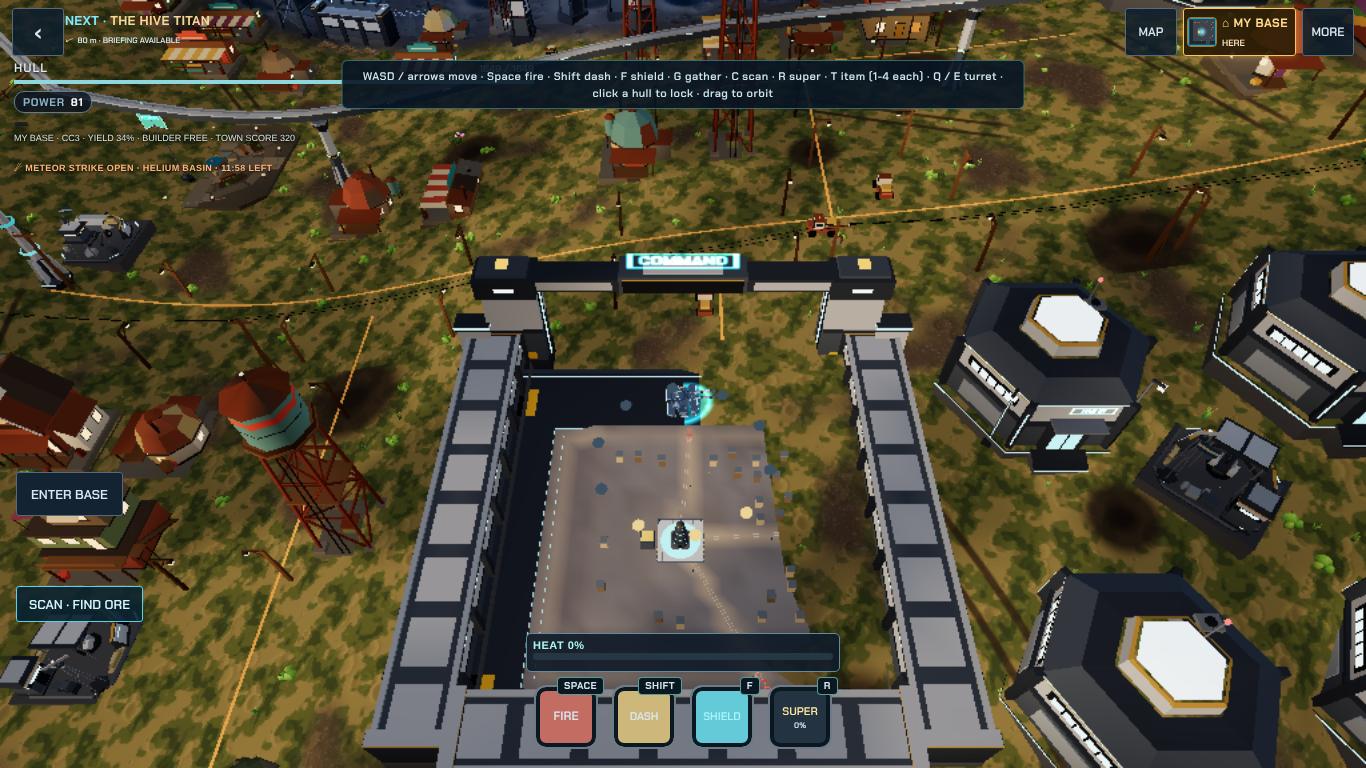 ‹
NEXT · THE HIVE TITAN
80 m · BRIEFING AVAILABLE
HULL
POWER 81
MY BASE · CC3 · YIELD 34% · BUILDER FREE · TOWN SCORE 320
METEOR STRIKE OPEN · HELIUM BASIN · 11:58 LEFT
WASD / arrows move · Space fire · Shift dash · F shield · G gather · C scan · R super · T item (1-4 each) · Q / E turret ·
click a hull to lock · drag to orbit
MAP
⌂ MY BASE
HERE
MORE
COMMAND
ENTER BASE
SCAN · FIND ORE
HEAT 0%
SPACE
FIRE
SHIFT
DASH
F
SHIELD
R
SUPER
0%